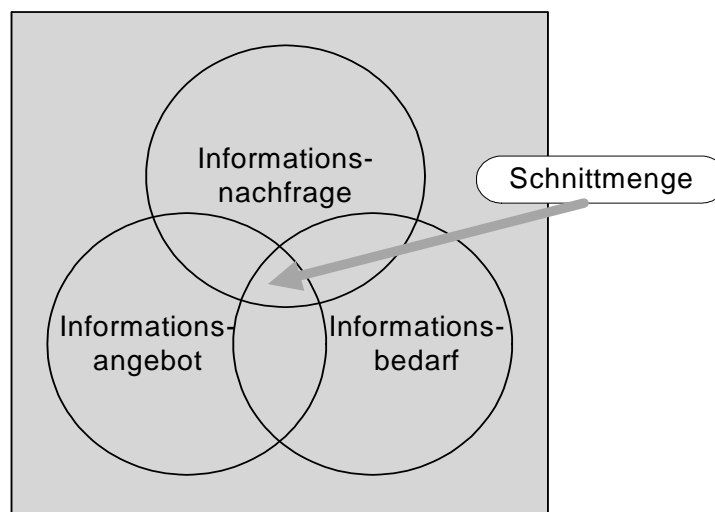 Informations-
nachfrage
Schnittmenge
Informations-
angebot
Informations-
bedarf